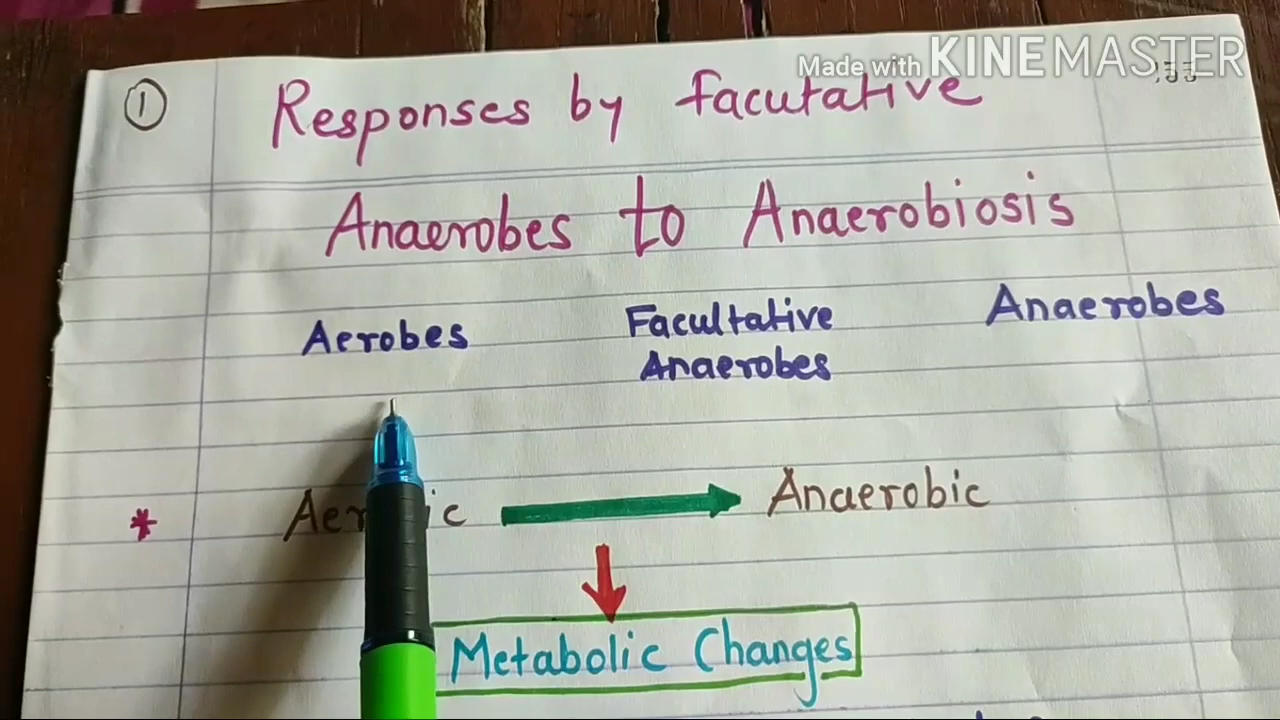 Made with KINEMASTER
1
Responses by facutative
Anaerobes to Anaerobiosis
Aerobes Facultative Anaerobes
Anaerobes
* Anaerobic
Metabolic Changes